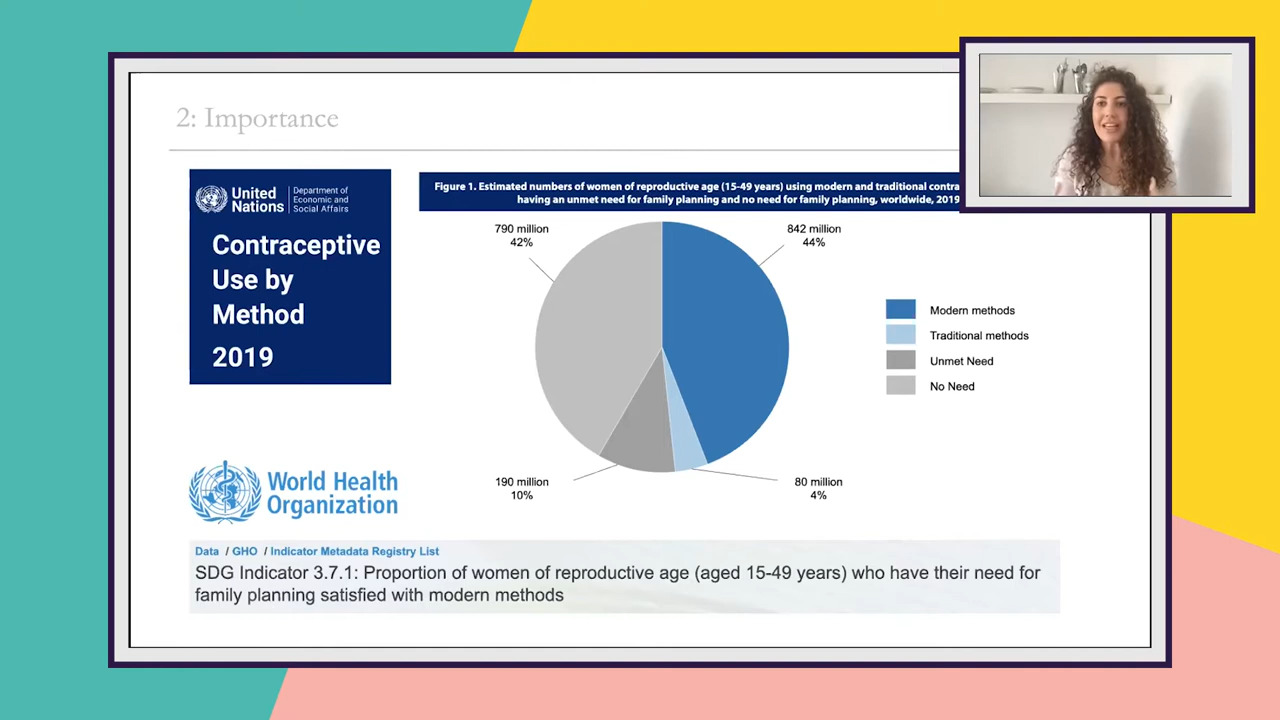 2: Importance
United
Nations
Department of
Economic and
Social Affairs
Contraceptive
Use by
Method
2019
Figure 1. Estimated numbers of women of reproductive age (15-49 years) using modern and traditional
having an unmet need for family planning and no need for family planning, worldwide, 2019
790 million
42%
842 million
44%
Modern methods
Traditional methods
Unmet Need
No Need
190 million
10%
80 million
4%
World Health
Organization
Data / GHO / Indicator Metadata Registry List
SDG Indicator 3.7.1: Proportion of women of reproductive age (aged 15-49 years) who have their need for
family planning satisfied with modern methods